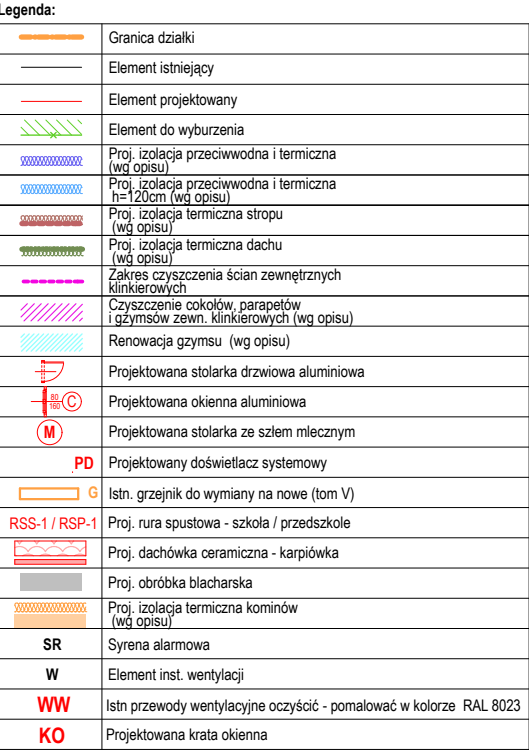 Legenda:
Granica działki
Element istniejący
Element projektowany
Element do wyburzenia
Proj. izolacja przeciwwodna i termiczna
(wg opisu)
Proj. izolacja przeciwwodna i termiczna
h=120cm (wg opisu)
Proj. izolacja termiczna stropu
(wg opisu)
Proj. izolacja termiczna dachu
(wg opisu)
Zakres czyszczenia ścian zewnętrznych
klinkierowych
Czyszczenie cokołów, parapetów
i gzymsów zewn. klinkierowych (wg opisu)
Renowacja gzymsu (wg opisu)
Projektowana stolarka drzwiowa aluminiowa
80
160 C Projektowana okienna aluminiowa
M Projektowana stolarka ze szłem mlecznym
PD Projektowany doświetlacz systemowy
G Istn. grzejnik do wymiany na nowe (tom V)
RSS-1 / RSP-1 Proj. rura spustowa - szkoła / przedszkole
Proj. dachówka ceramiczna - karpiówka
Proj. obróbka blacharska
Proj. izolacja termiczna kominów
(wg opisu)
SR Syrena alarmowa
W Element inst. wentylacji
WW Istn przewody wentylacyjne oczyścić - pomalować w kolorze RAL 8023
KO Projektowana krata okienna